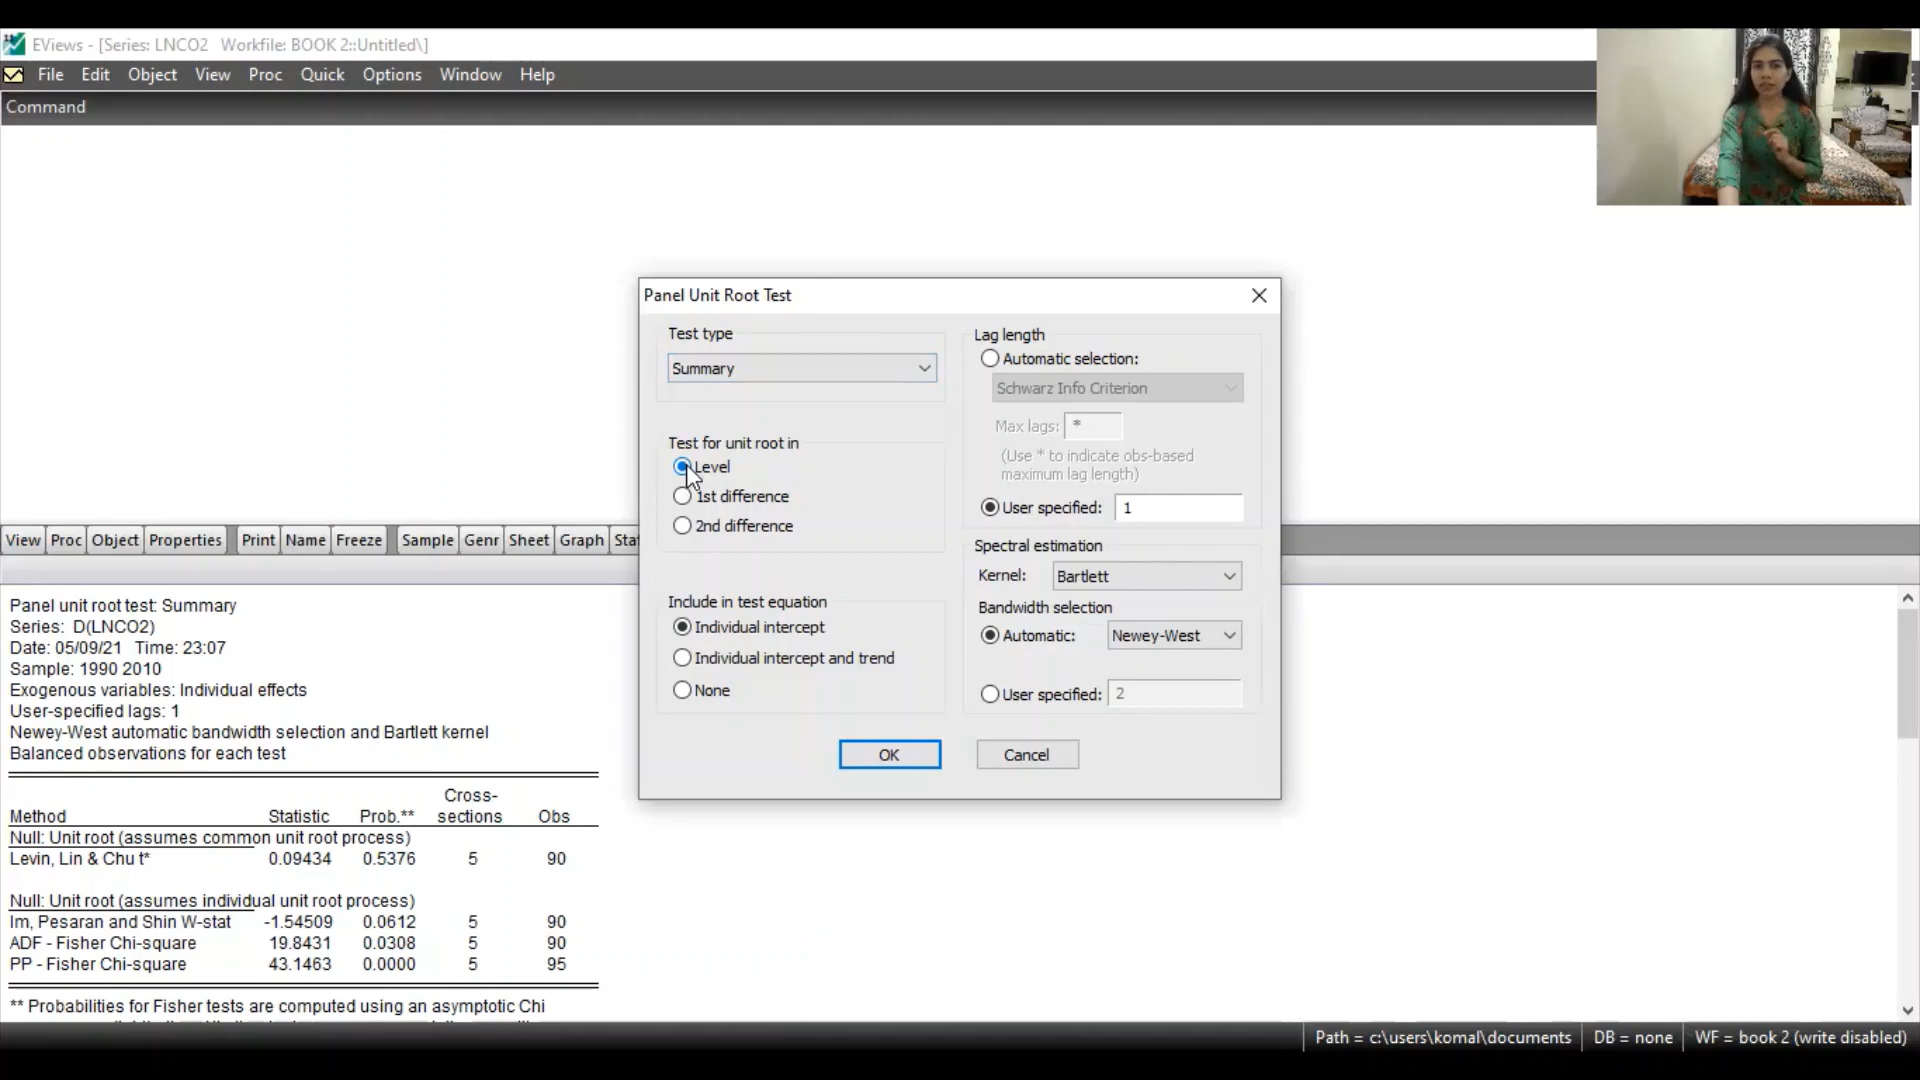 EViews - [Series: LNCO2   Workfile: BOOK 2::Untitled\]
File Edit Object View Proc Quick Options Window Help
Command
Panel Unit Root Test
Test type
Summary
Test for unit root in
Level
1st difference
2nd difference
Include in test equation
Individual intercept
Individual intercept and trend
None
Lag length
Automatic selection:
Schwarz Info Criterion
Max lags: *
(Use * to indicate obs-based
maximum lag length)
User specified: 1
Spectral estimation
Kernel: Bartlett
Bandwidth selection
Automatic: Newey-West
User specified: 2
OK Cancel
View Proc Object Properties Print Name Freeze Sample Genr Sheet Graph Stat
Panel unit root test: Summary
Series:  D(LNCO2)
Date: 05/09/21   Time: 23:07
Sample: 1990 2010
Exogenous variables: Individual effects
User-specified lags: 1
Newey-West automatic bandwidth selection and Bartlett kernel
Balanced observations for each test
Cross-
Method Statistic Prob.** sections Obs
Null: Unit root (assumes common unit root process)
Levin, Lin & Chu t* 0.09434 0.5376 5 90
Null: Unit root (assumes individual unit root process)
Im, Pesaran and Shin W-stat -1.54509 0.0612 5 90
ADF - Fisher Chi-square 19.8431 0.0308 5 90
PP - Fisher Chi-square 43.1463 0.0000 5 95
** Probabilities for Fisher tests are computed using an asymptotic Chi
Path = c:\users\komal\documents DB = none WF = book 2 (write disabled)